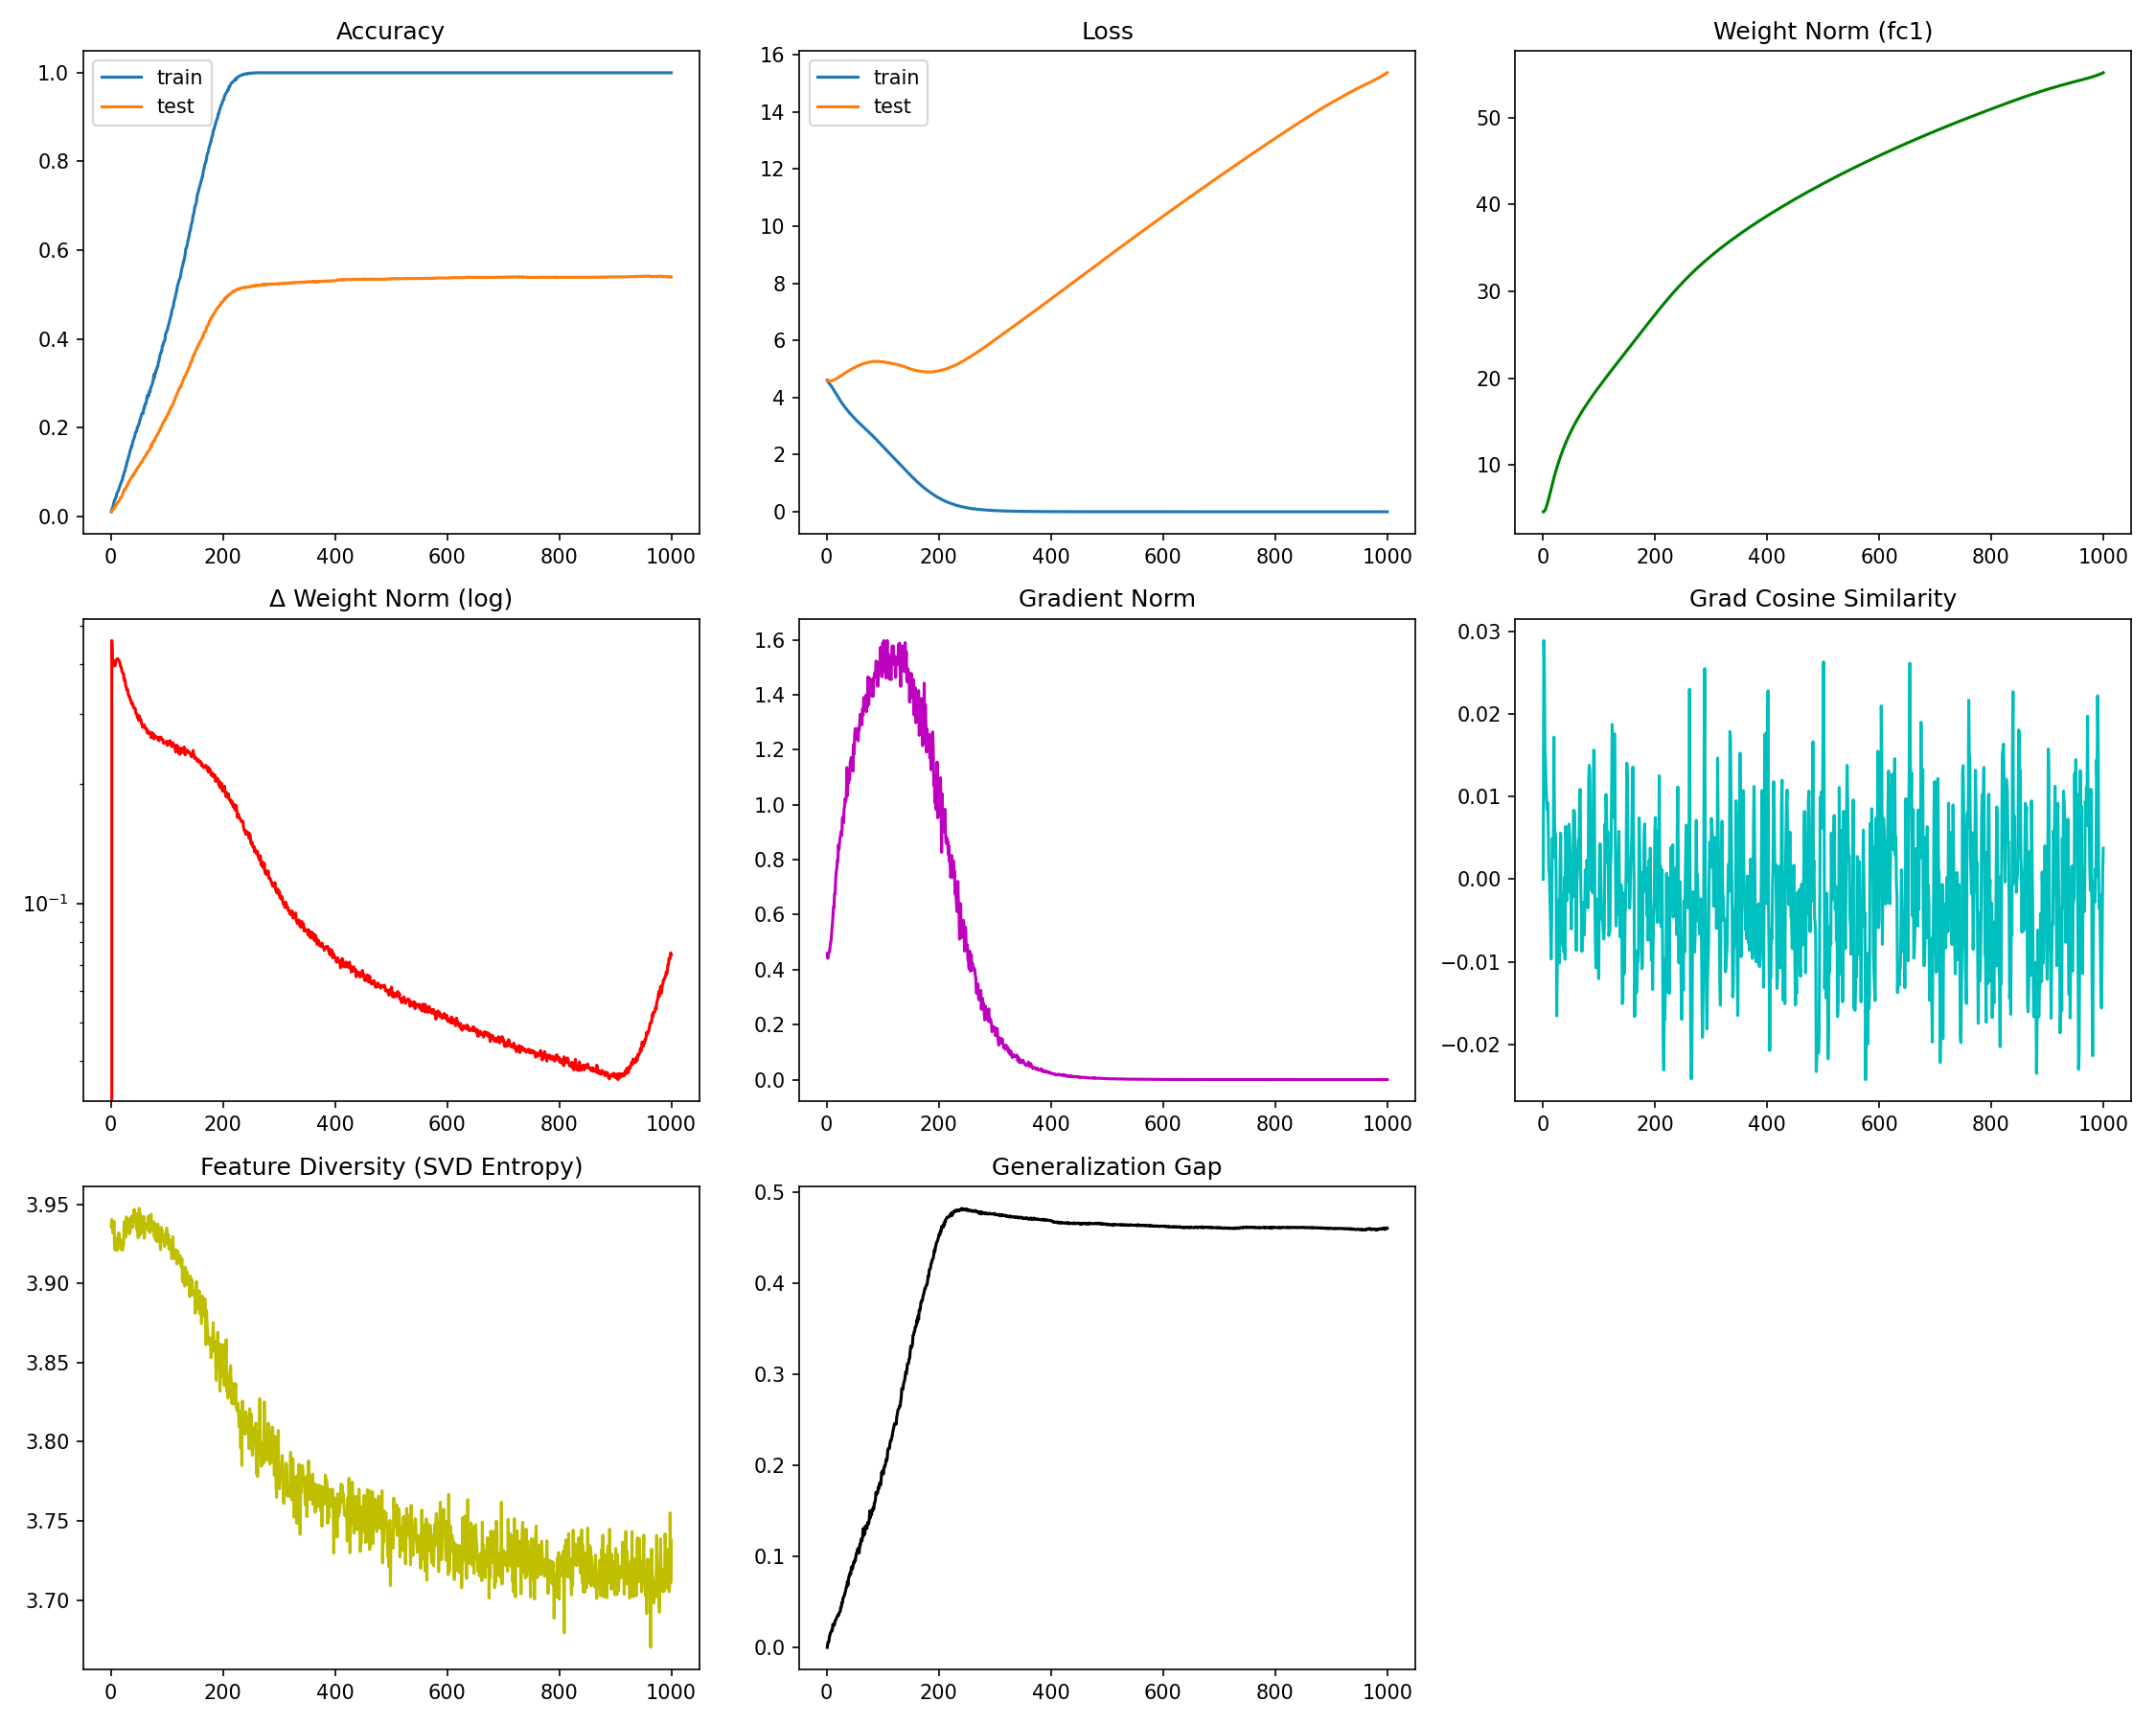 Accuracy
Loss
Weight Norm (fc1)
train
test
1.0
0.8
0.6
0.4
0.2
0.0
0 200 400 600 800 1000
train
test
16
14
12
10
8
6
4
2
0
0 200 400 600 800 1000
50
40
30
20
10
0 200 400 600 800 1000
Δ Weight Norm (log)
Gradient Norm
Grad Cosine Similarity
10⁻¹
0 200 400 600 800 1000
1.6
1.4
1.2
1.0
0.8
0.6
0.4
0.2
0.0
0 200 400 600 800 1000
0.03
0.02
0.01
0.00
−0.01
−0.02
0 200 400 600 800 1000
Feature Diversity (SVD Entropy)
Generalization Gap
3.95
3.90
3.85
3.80
3.75
3.70
0 200 400 600 800 1000
0.5
0.4
0.3
0.2
0.1
0.0
0 200 400 600 800 1000